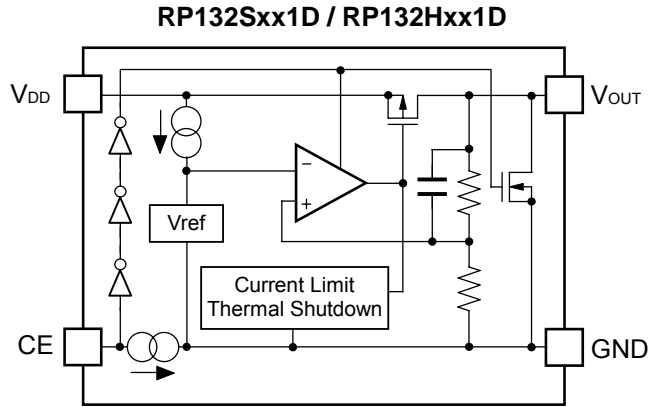 RP132Sxx1D / RP132Hxx1D
VDD
VOUT
−
+
Vref
Current Limit
Thermal Shutdown
CE
GND